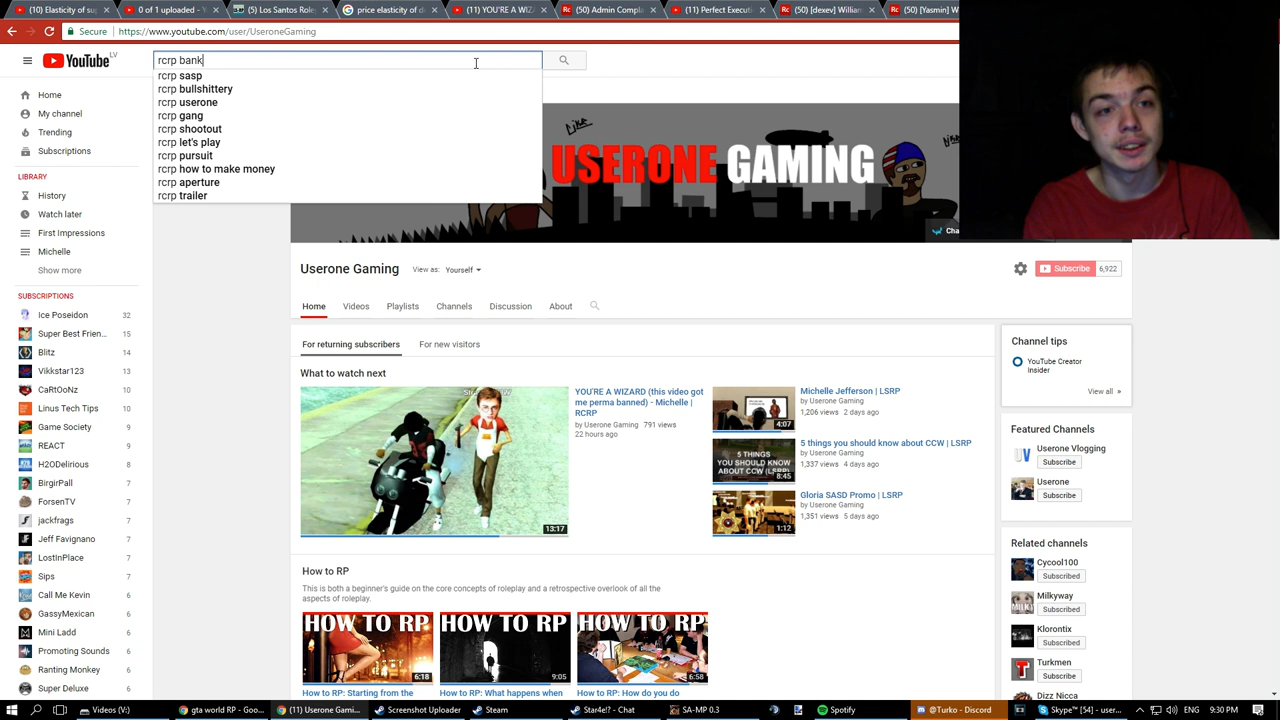 (5) Los Santos Role
price elasticity of d
(11) YOU'RE A WIZ
(50) Admin Compla
(11) Perfect Executi
(50) [dexev] William
(50) [Yasmin] W
Elasticity of dem
0 of 1 uploaded - Y
Secure
https://www.youtube.com/user/UseroneGaming
YouTube LV
rcrp bank
rcrp sasp
rcrp bullshittery
rcrp userone
rcrp gang
rcrp shootout
rcrp let's play
rcrp pursuit
rcrp how to make money
rcrp aperture
rcrp trailer
Home
My channel
Trending
Subscriptions
LIBRARY
History
Watch later
First Impressions
Michelle
Show more
SUBSCRIPTIONS
Ice Poseidon 32
Super Best Frien... 15
Blitz 14
Vikkstar123 13
CaRtOoNz 10
Linus Tech Tips 10
Game Society 9
REACT 9
H2ODelirious 8
BirgirPall 7
ForsenTV 7
jackfrags 7
Jeff Favignano 7
LostInPlace 7
Sips 7
Call Me Kevin 6
GassyMexican 6
Mini Ladd 6
Promoting Sounds 6
Ranting Monkey 6
Super Deluxe 6
USERONE GAMING
Cha
Userone Gaming
View as: Yourself
Subscribe 6,922
Home Videos Playlists Channels Discussion About
For returning subscribers For new visitors
What to watch next
13:17
YOU'RE A WIZARD (this video got
me perma banned) - Michelle |
RCRP
by Userone Gaming 791 views
22 hours ago
4:07
Michelle Jefferson | LSRP
by Userone Gaming
1,206 views 2 days ago
5 THINGS
YOU SHOULD KNOW
ABOUT CCW (LSRP)
8:45
5 things you should know about CCW | LSRP
by Userone Gaming
1,337 views 4 days ago
1:12
Gloria SASD Promo | LSRP
by Userone Gaming
1,351 views 5 days ago
How to RP
This is both a beginner's guide on the core concepts of roleplay and a retrospective overlook of all the
aspects of roleplay.
HOW TO RP
6:18
HOW TO RP
9:05
HOW TO RP
6:58
How to RP: Starting from the
How to RP: What happens when
How to RP: How do you do
Channel tips
YouTube Creator
Insider
View all »
Featured Channels
Userone Vlogging
Subscribe
Userone
Subscribe
Related channels
Cycool100
Subscribed
Milkyway
Subscribed
Klorontix
Subscribed
Turkmen
Subscribed
Dizz Nicca
Videos (V:)
gta world RP - Goo...
(11) Userone Gami...
Screenshot Uploader
Steam
Star4e!? - Chat
SA-MP 0.3
Spotify
@Turko - Discord
Skype™ [54] - user...
ENG 9:30 PM